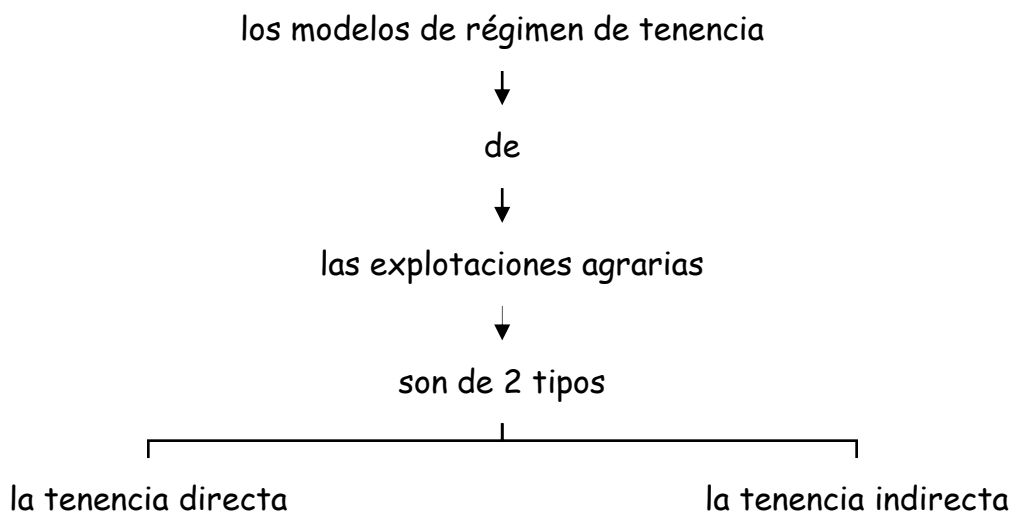 los modelos de régimen de tenencia
de
las explotaciones agrarias
son de 2 tipos
la tenencia directa
la tenencia indirecta